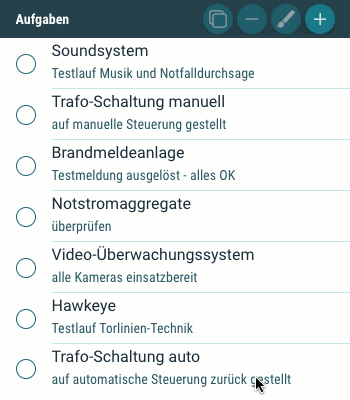 Aufgaben
Soundsystem
Testlauf Musik und Notfalldurchsage
Trafo-Schaltung manuell
auf manuelle Steuerung gestellt
Brandmeldeanlage
Testmeldung ausgelöst - alles OK
Notstromaggregate
überprüfen
Video-Überwachungssystem
alle Kameras einsatzbereit
Hawkeye
Testlauf Torlinien-Technik
Trafo-Schaltung auto
auf automatische Steuerung zurück gestellt